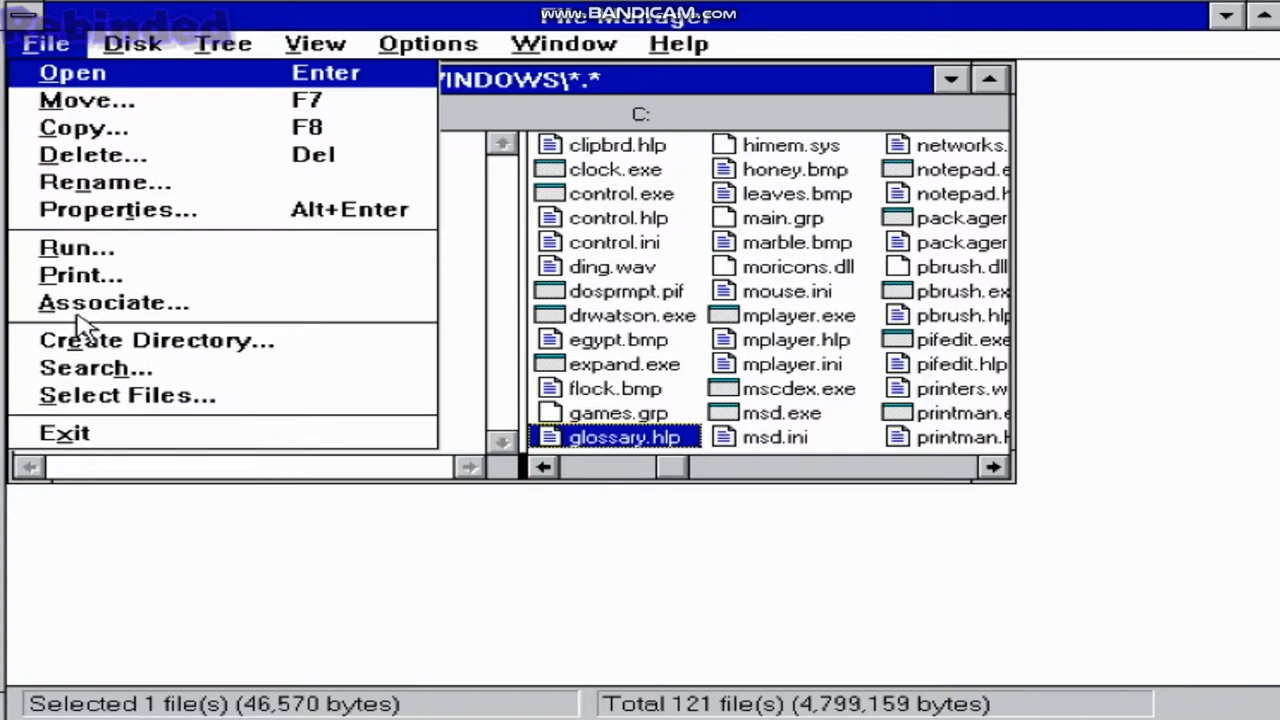 www.BANDICAM.com
Rebinded
File Manager
File Disk Tree View Options Window Help
Open Enter
Move... F7
Copy... F8
Delete... Del
Rename...
Properties... Alt+Enter
Run...
Print...
Associate...
Create Directory...
Search...
Select Files...
Exit
INDOWS\*.*
C:
clipbrd.hlp himem.sys networks.
clock.exe honey.bmp notepad.e
control.exe leaves.bmp notepad.h
control.hlp main.grp packager
control.ini marble.bmp packager
ding.wav moricons.dll pbrush.dll
dosprmpt.pif mouse.ini pbrush.ex
drwatson.exe mplayer.exe pbrush.hlp
egypt.bmp mplayer.hlp pifedit.exe
expand.exe mplayer.ini pifedit.hlp
flock.bmp mscdex.exe printers.w
games.grp msd.exe printman.e
glossary.hlp msd.ini printman.h
Selected 1 file(s) (46,570 bytes) Total 121 file(s) (4,799,159 bytes)